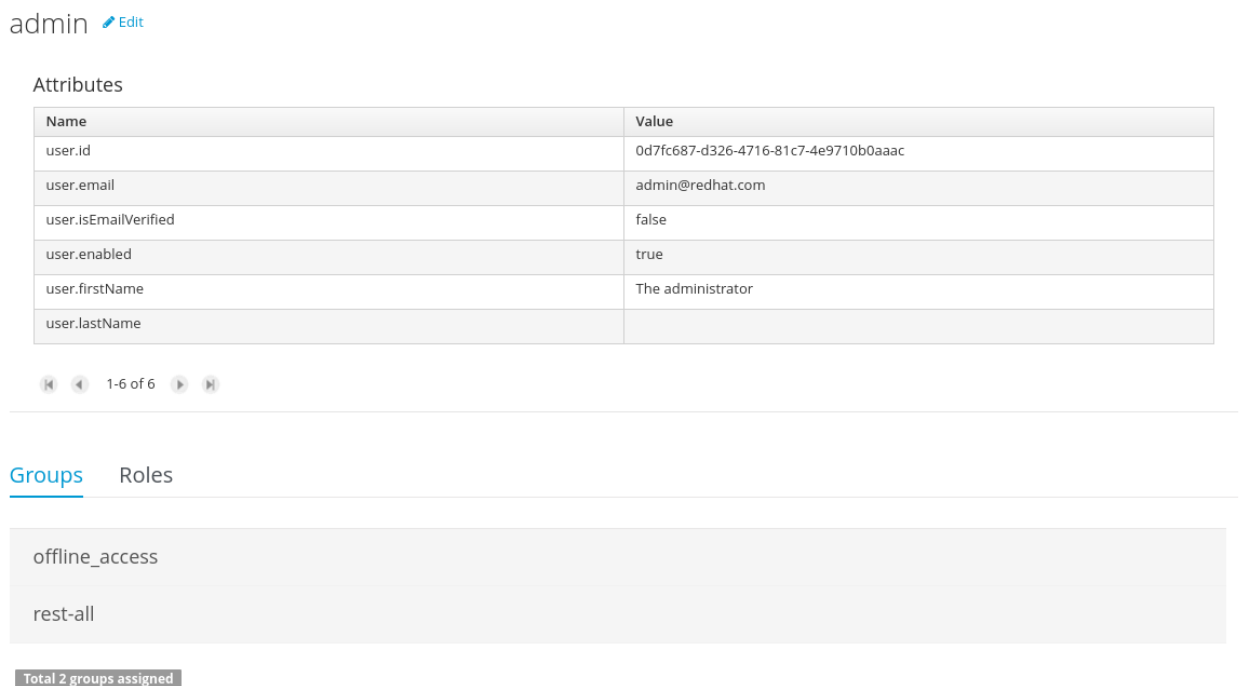 admin Edit
Attributes
Name Value
user.id 0d7fc687-d326-4716-81c7-4e9710b0aaac
user.email admin@redhat.com
user.isEmailVerified false
user.enabled true
user.firstName The administrator
user.lastName
1-6 of 6
Groups Roles
offline_access
rest-all
Total 2 groups assigned